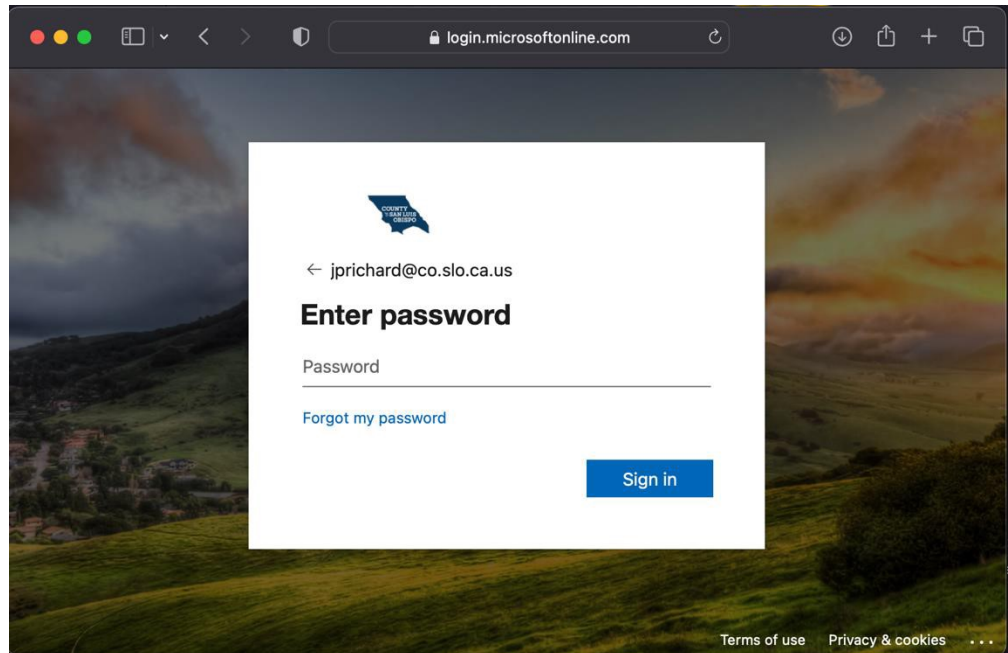 login.microsoftonline.com
COUNTY
OF SAN LUIS
OBISPO
jprichard@co.slo.ca.us
Enter password
Password
Forgot my password
Sign in
Terms of use Privacy & cookies ...